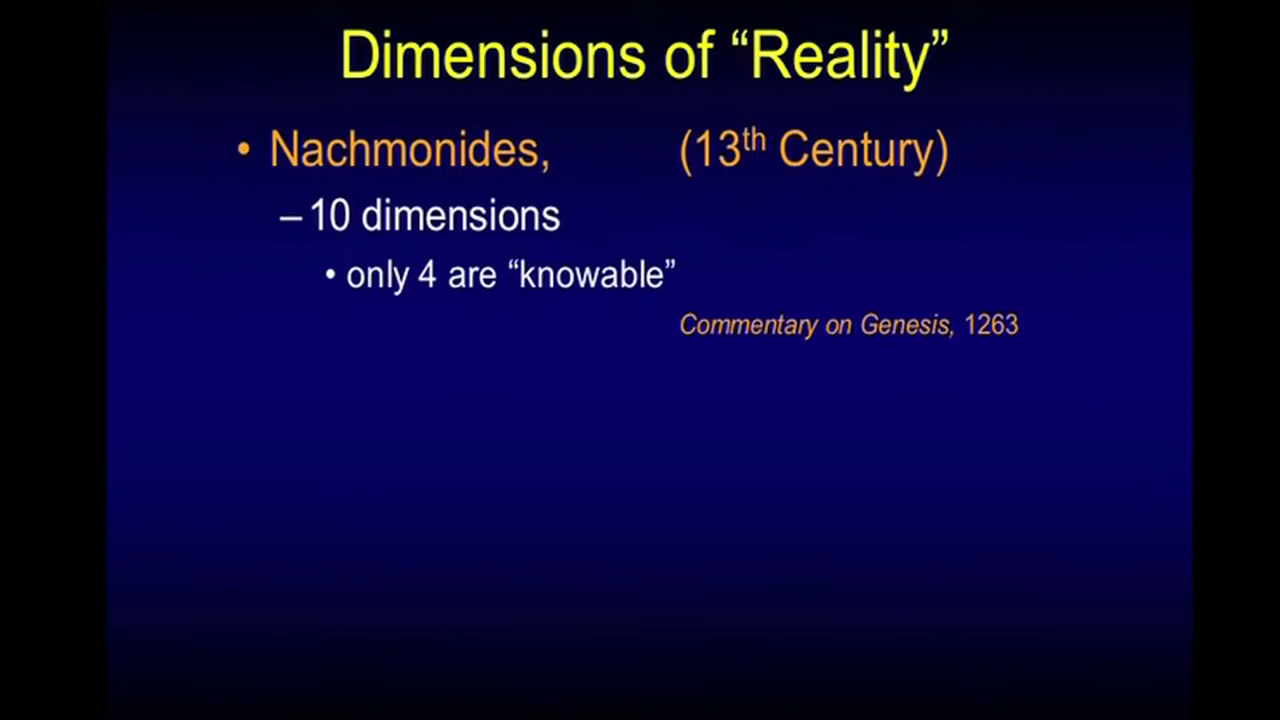 Dimensions of “Reality”
• Nachmonides, (13th Century)
– 10 dimensions
• only 4 are “knowable”
Commentary on Genesis, 1263